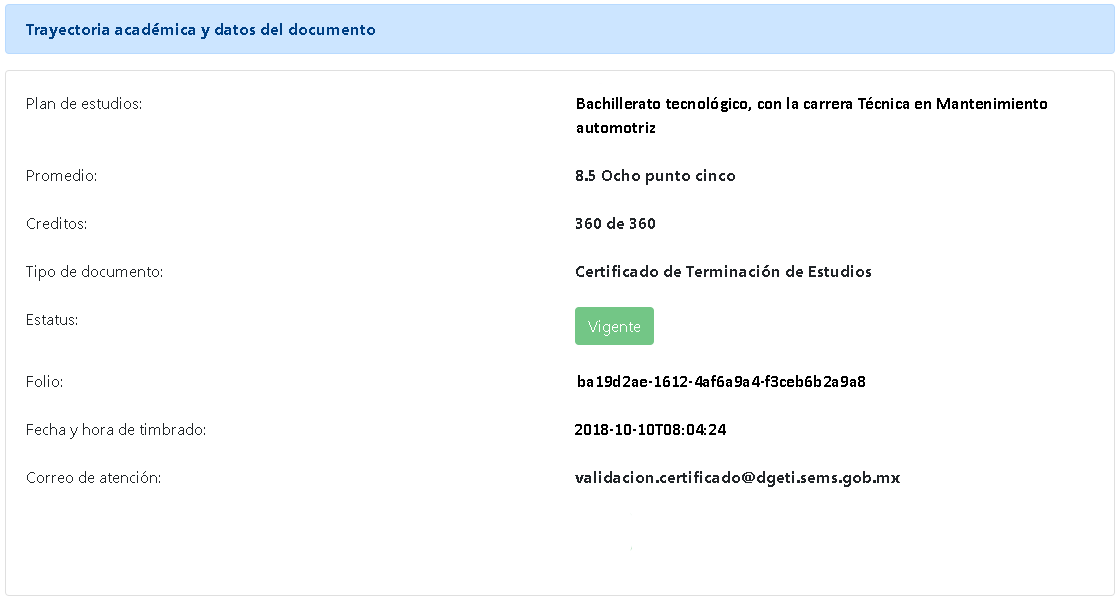 Trayectoria académica y datos del documento
Plan de estudios:
Bachillerato tecnológico, con la carrera Técnica en Mantenimiento
automotriz
Promedio:
8.5 Ocho punto cinco
Creditos:
360 de 360
Tipo de documento:
Certificado de Terminación de Estudios
Estatus:
Vigente
Folio:
ba19d2ae-1612-4af6a9a4-f3ceb6b2a9a8
Fecha y hora de timbrado:
2018-10-10T08:04:24
Correo de atención:
validacion.certificado@dgeti.sems.gob.mx